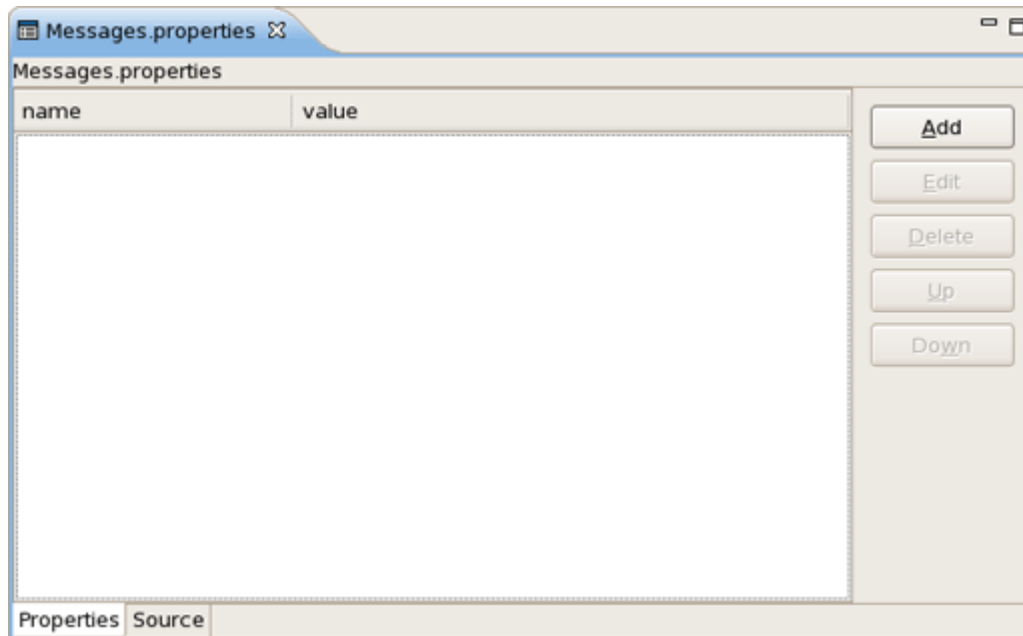 Messages.properties
Messages.properties
name value
Add
Edit
Delete
Up
Down
Properties Source